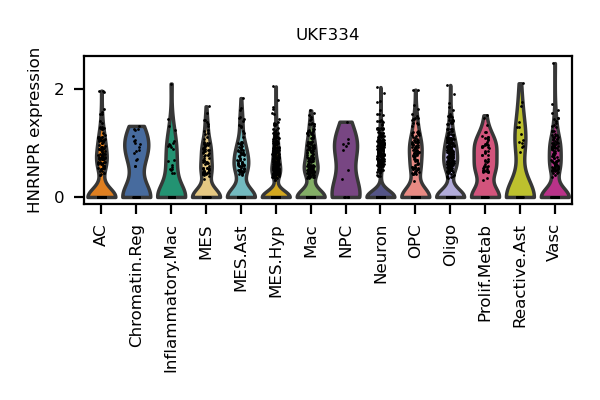 UKF334
HNRNPR expression
2
0
AC
Chromatin.Reg
Inflammatory.Mac
MES
MES.Ast
MES.Hyp
Mac
NPC
Neuron
OPC
Oligo
Prolif.Metab
Reactive.Ast
Vasc